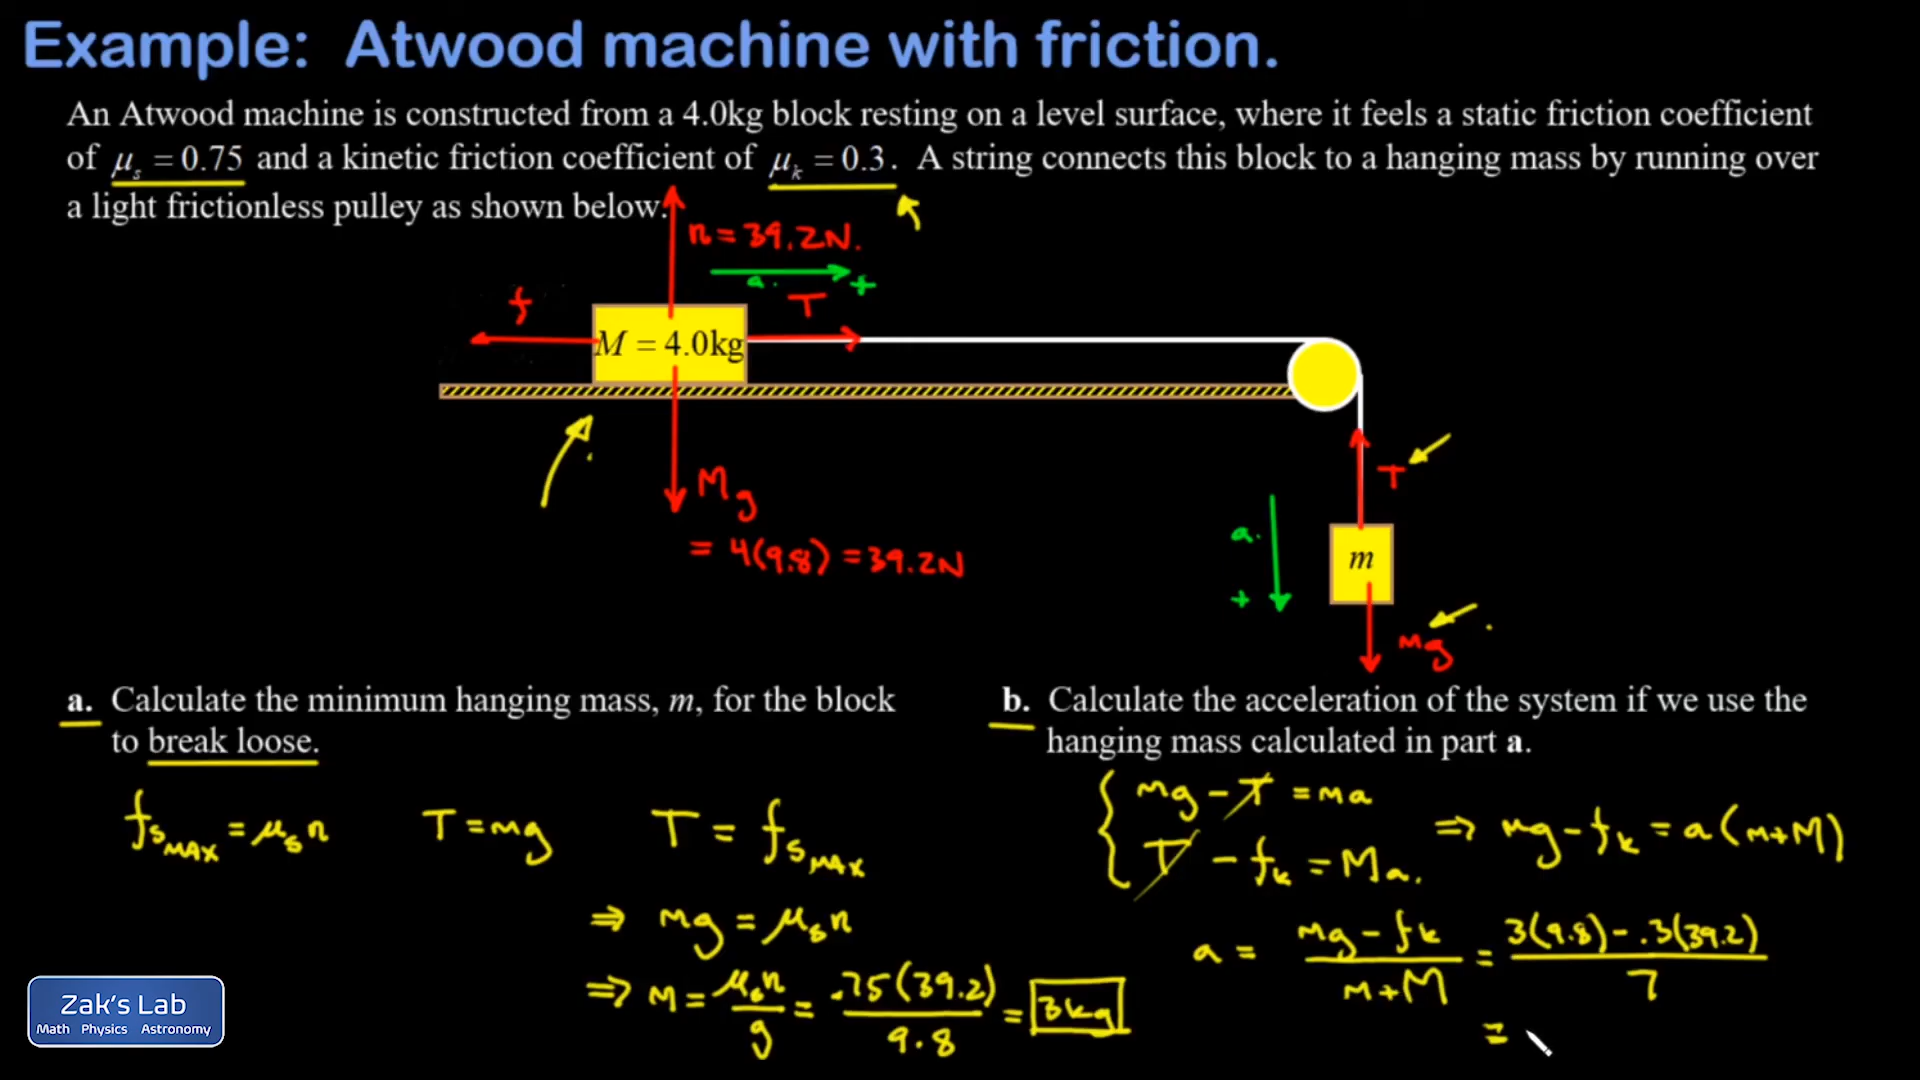 Example: Atwood machine with friction.
An Atwood machine is constructed from a 4.0kg block resting on a level surface, where it feels a static friction coefficient
of μs = 0.75 and a kinetic friction coefficient of μk = 0.3. A string connects this block to a hanging mass by running over
a light frictionless pulley as shown below.
n = 39.2N.
a. +
f
T
M = 4.0kg
Mg
= 4(9.8) = 39.2N
T
a.
+
m
mg
a. Calculate the minimum hanging mass, m, for the block
to break loose.
fsMAX = μsn T = mg T = fsMAX
⇒ mg = μsn
⇒ m = μsn/g = .75(39.2)/9.8 = 3kg
b. Calculate the acceleration of the system if we use the
hanging mass calculated in part a.
mg - T = ma
T - fk = Ma.
⇒ mg - fk = a(m+M)
a = mg - fk/m+M = 3(9.8) - .3(39.2)/7
=
Zak's Lab
Math Physics Astronomy